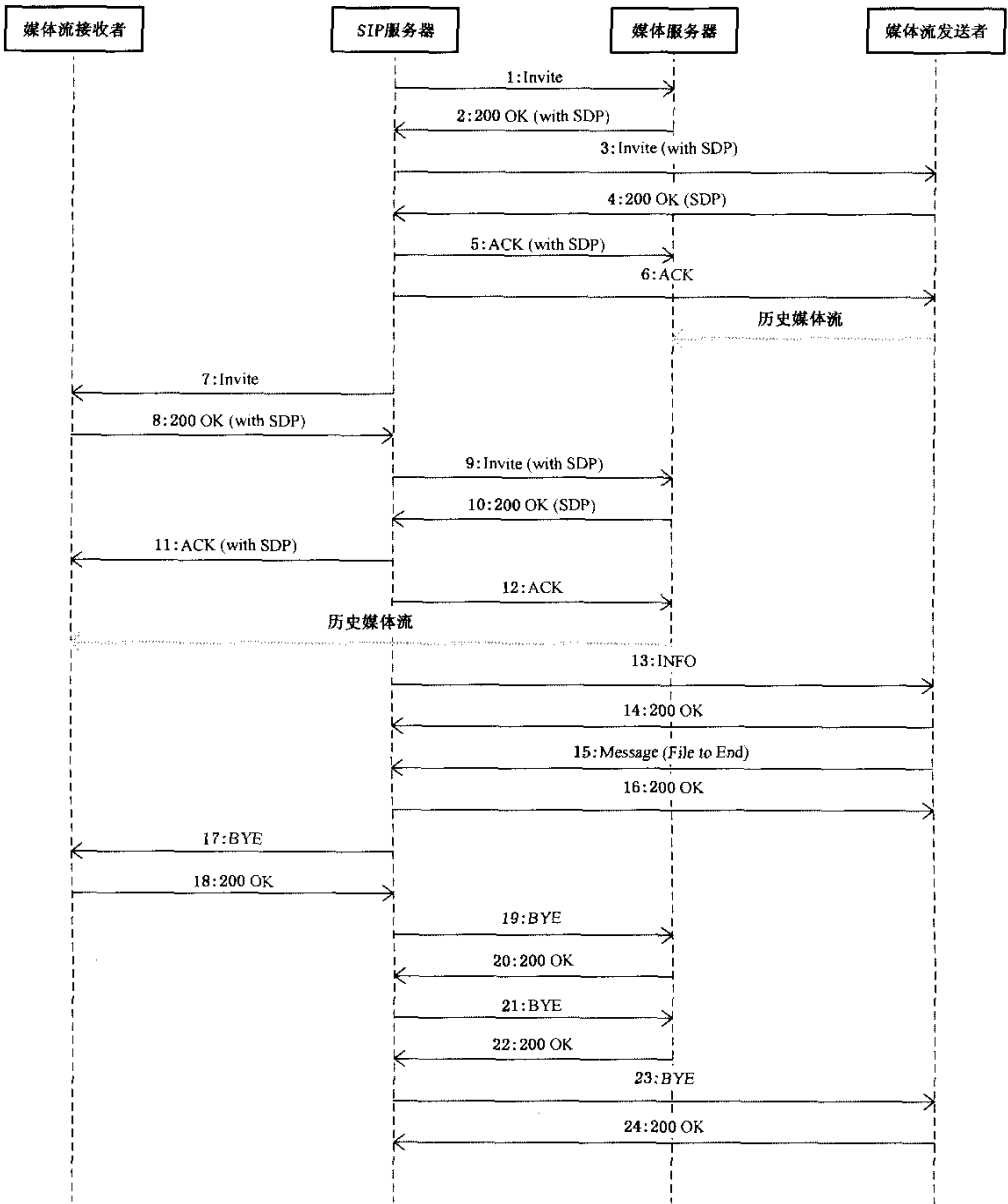 媒体流接收者
SIP服务器
媒体服务器
媒体流发送者
1:Invite
2:200 OK (with SDP)
3:Invite (with SDP)
4:200 OK (SDP)
5:ACK (with SDP)
6:ACK
历史媒体流
7:Invite
8:200 OK (with SDP)
9:Invite (with SDP)
10:200 OK (SDP)
11:ACK (with SDP)
12:ACK
历史媒体流
13:INFO
14:200 OK
15:Message (File to End)
16:200 OK
17:BYE
18:200 OK
19:BYE
20:200 OK
21:BYE
22:200 OK
23:BYE
24:200 OK